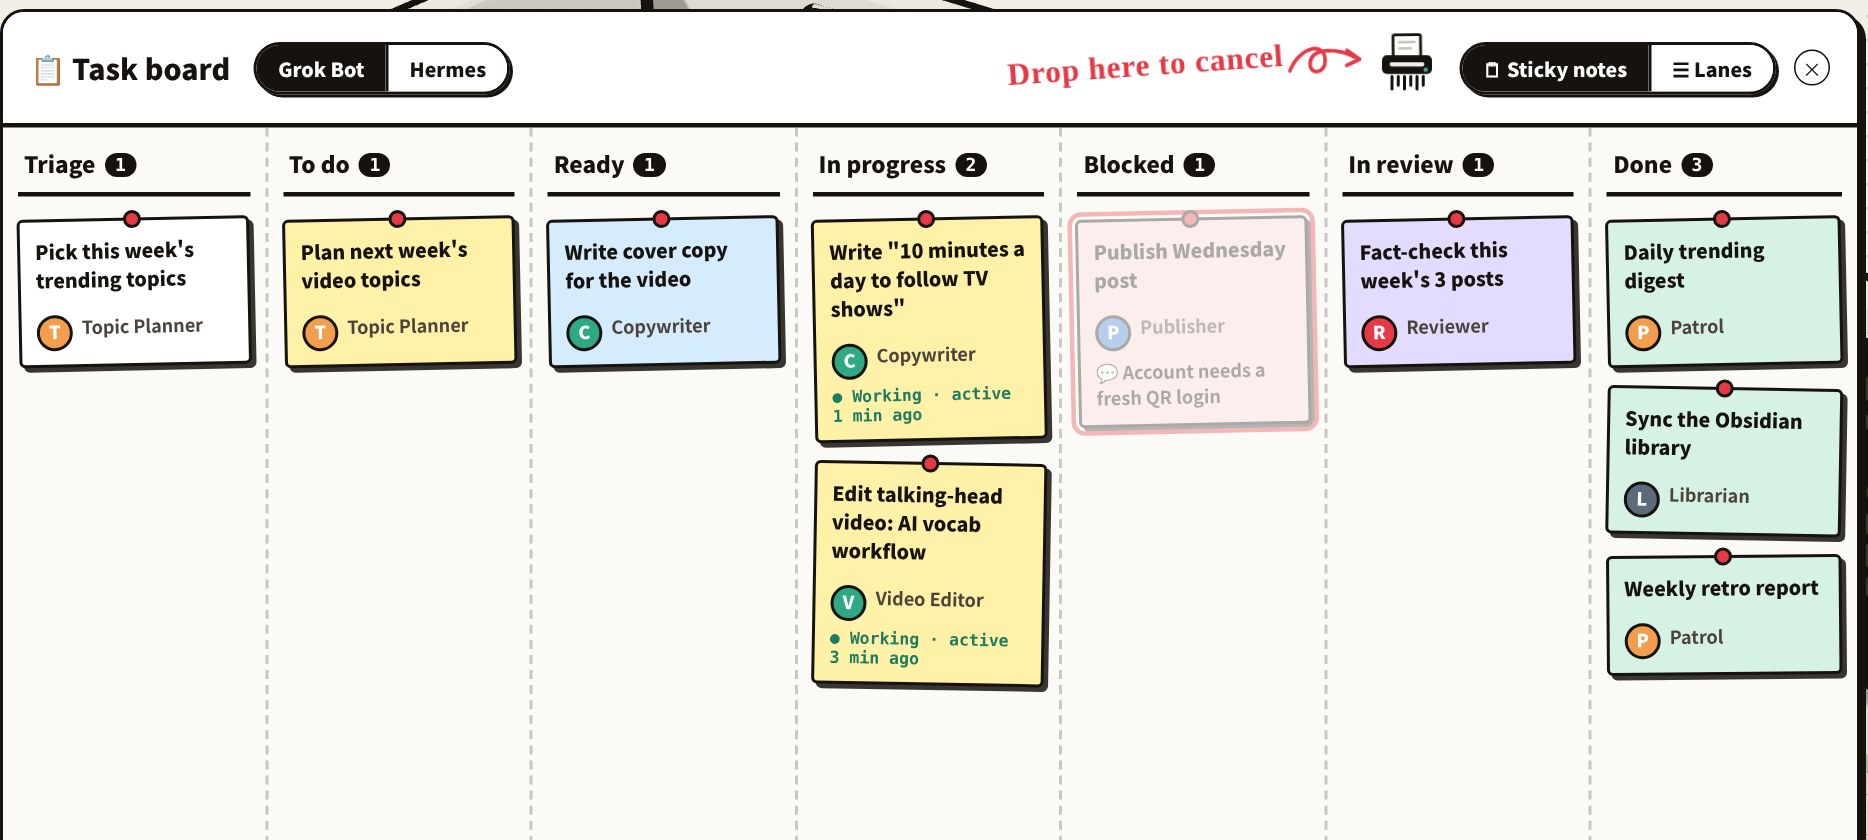 📋 Task board
Grok Bot
Hermes
Drop here to cancel
Sticky notes
Lanes
Triage 1
Pick this week's
trending topics
T Topic Planner
To do 1
Plan next week's
video topics
T Topic Planner
Ready 1
Write cover copy
for the video
C Copywriter
In progress 2
Write "10 minutes a
day to follow TV
shows"
C Copywriter
● Working · active
1 min ago
Edit talking-head
video: AI vocab
workflow
V Video Editor
● Working · active
3 min ago
Blocked 1
Publish Wednesday
post
P Publisher
💬 Account needs a
fresh QR login
In review 1
Fact-check this
week's 3 posts
R Reviewer
Done 3
Daily trending
digest
P Patrol
Sync the Obsidian
library
L Librarian
Weekly retro report
P Patrol